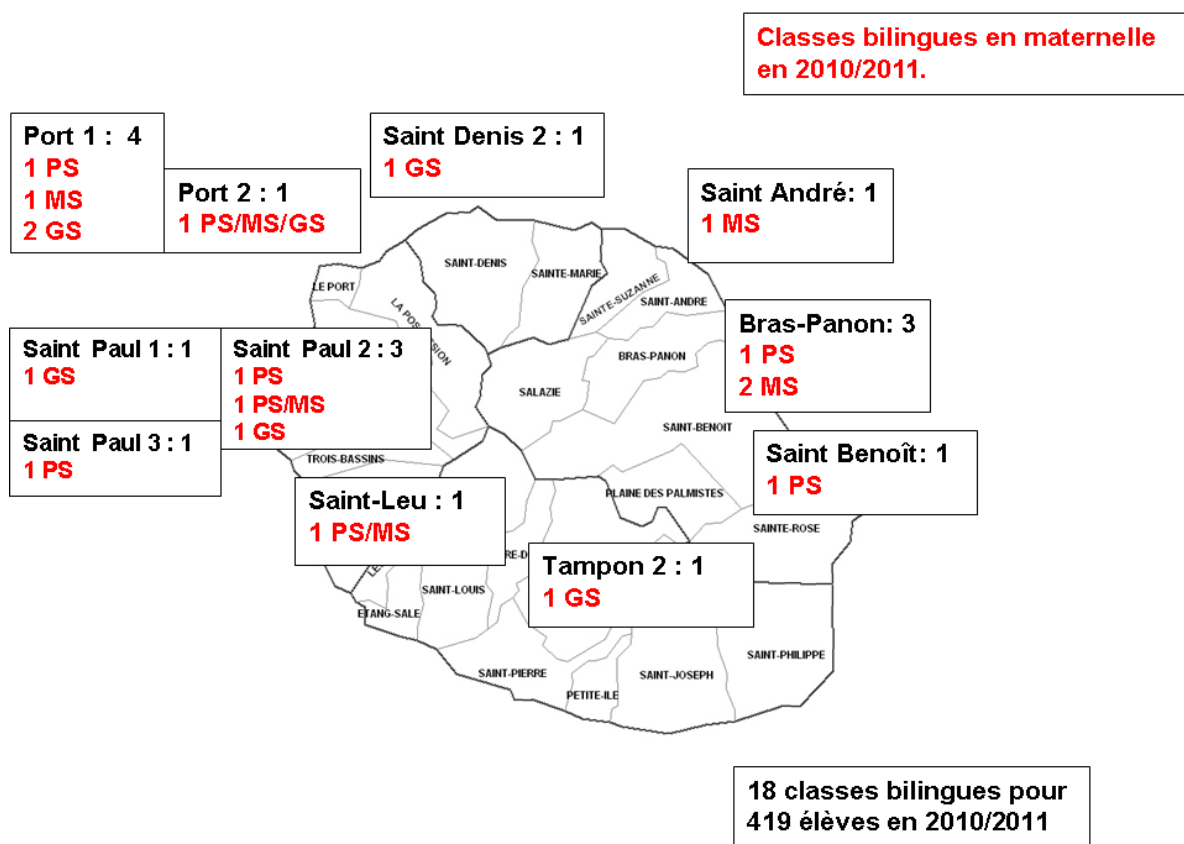 Classes bilingues en maternelle
en 2010/2011.
Port 1 : 4
1 PS
1 MS
2 GS
Port 2 : 1
1 PS/MS/GS
Saint Denis 2 : 1
1 GS
Saint André: 1
1 MS
SAINT-DENIS
SAINTE-MARIE
LE PORT
SAINTE-SUZANNE
SAINT-ANDRE
Saint Paul 1 : 1
1 GS
Saint Paul 2 : 3
1 PS
1 PS/MS
1 GS
Saint Paul 3 : 1
1 PS
Bras-Panon: 3
1 PS
2 MS
BRAS-PANON
SALAZIE
SAINT-BENOIT
Saint Benoît: 1
1 PS
TROIS-BASSINS
Saint-Leu : 1
1 PS/MS
PLAINE DES PALMISTES
SAINTE-ROSE
Tampon 2 : 1
1 GS
SAINT-LOUIS
ETANG-SALE
SAINT-PIERRE
PETITE-ILE
SAINT-JOSEPH
SAINT-PHILIPPE
18 classes bilingues pour
419 élèves en 2010/2011